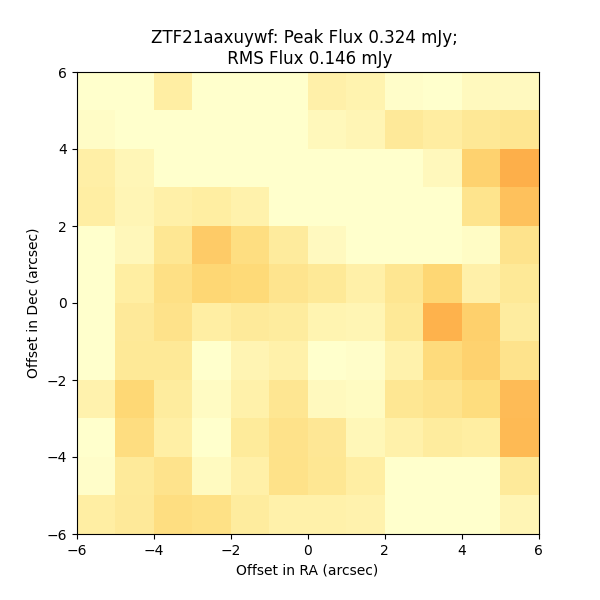 ZTF21aaxuywf: Peak Flux 0.324 mJy;
RMS Flux 0.146 mJy
6
4
2
0
−2
−4
−6
Offset in Dec (arcsec)
−6 −4 −2 0 2 4 6
Offset in RA (arcsec)